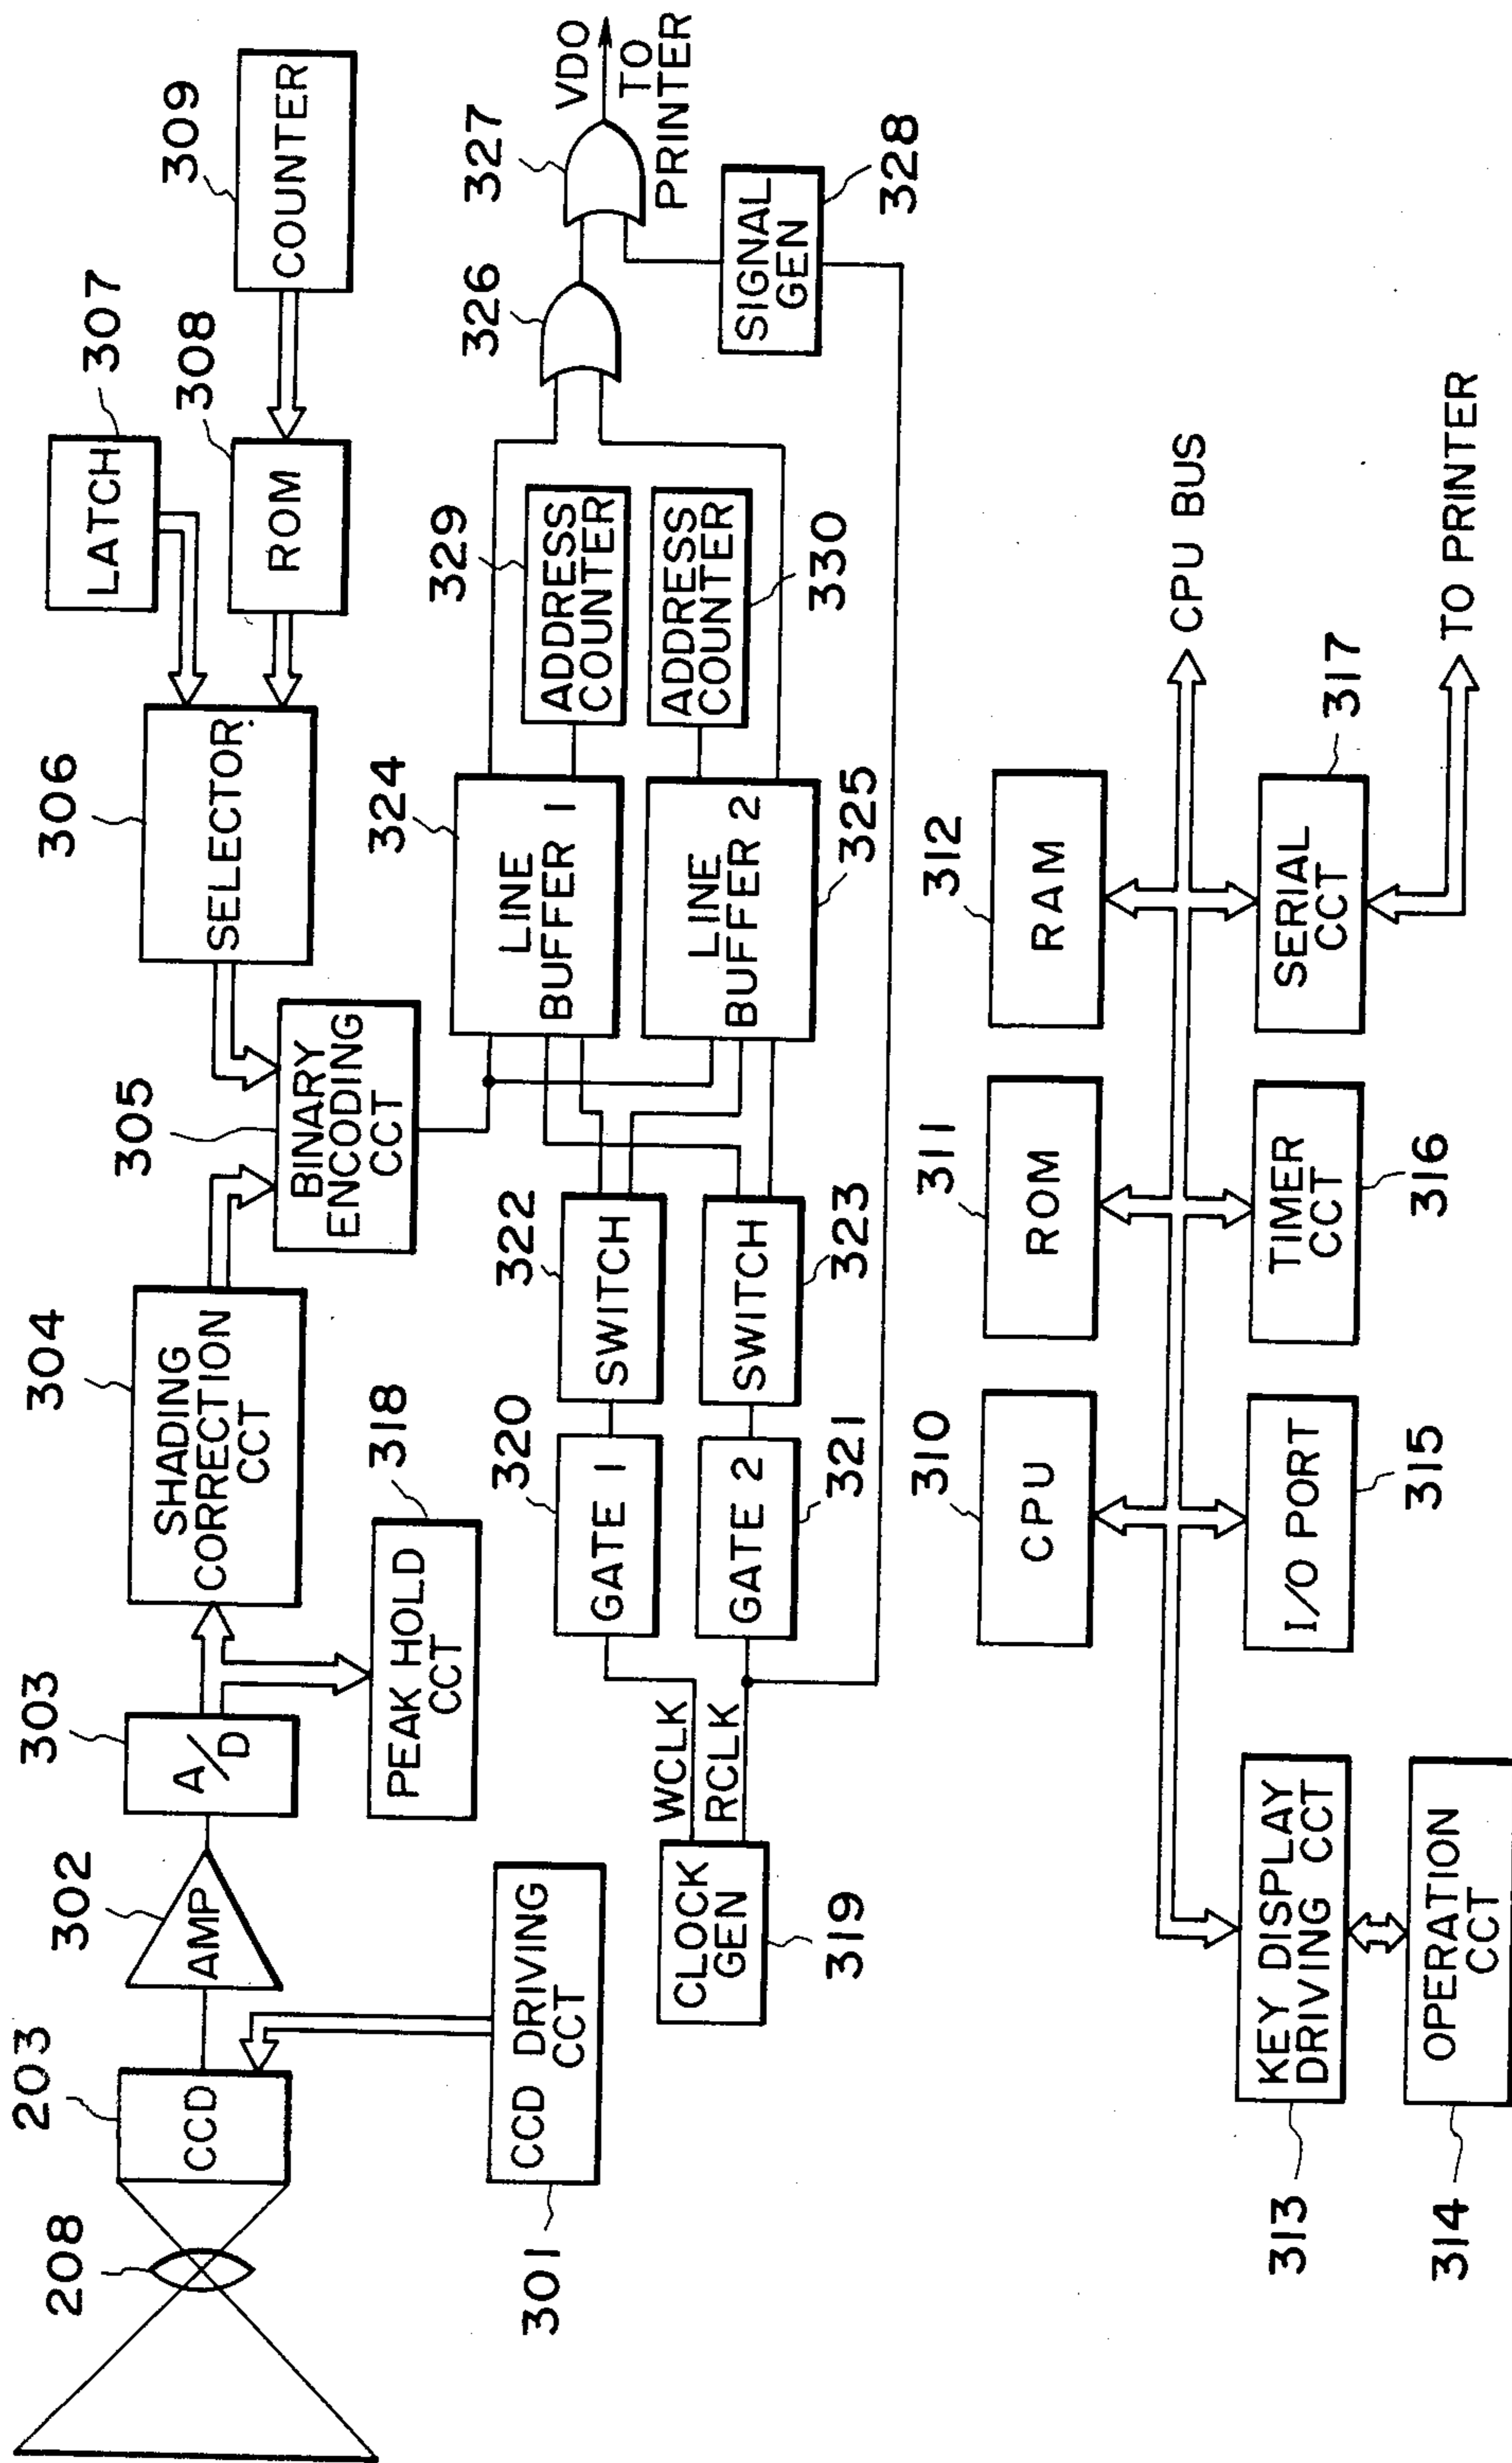 208
203
CCD
302
AMP
303
A/D
304
SHADING
CORRECTION
CCT
305
BINARY
ENCODING
CCT
306
SELECTOR
307
LATCH
308
ROM
309
COUNTER
301
CCD DRIVING
CCT
318
PEAK HOLD
CCT
319
CLOCK
GEN
WCLK
RCLK
320
GATE 1
321
GATE 2
322
SWITCH
323
SWITCH
324
LINE
BUFFER 1
325
LINE
BUFFER 2
329
ADDRESS
COUNTER
330
ADDRESS
COUNTER
326
327
VDO
TO
PRINTER
328
SIGNAL
GEN
310
CPU
311
ROM
312
RAM
CPU BUS
313
KEY DISPLAY
DRIVING CCT
314
OPERATION
CCT
315
I/O PORT
316
TIMER
CCT
317
SERIAL
CCT
TO PRINTER